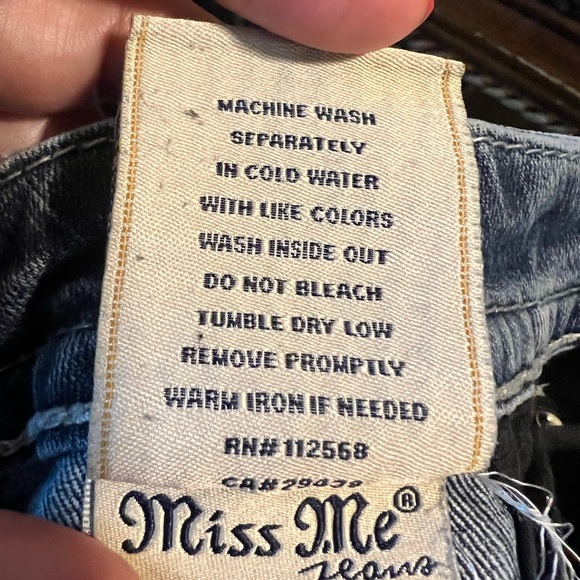 MACHINE WASH
SEPARATELY
IN COLD WATER
WITH LIKE COLORS
WASH INSIDE OUT
DO NOT BLEACH
TUMBLE DRY LOW
REMOVE PROMPTLY
WARM IRON IF NEEDED
RN# 112568
Miss Me®
Jeans